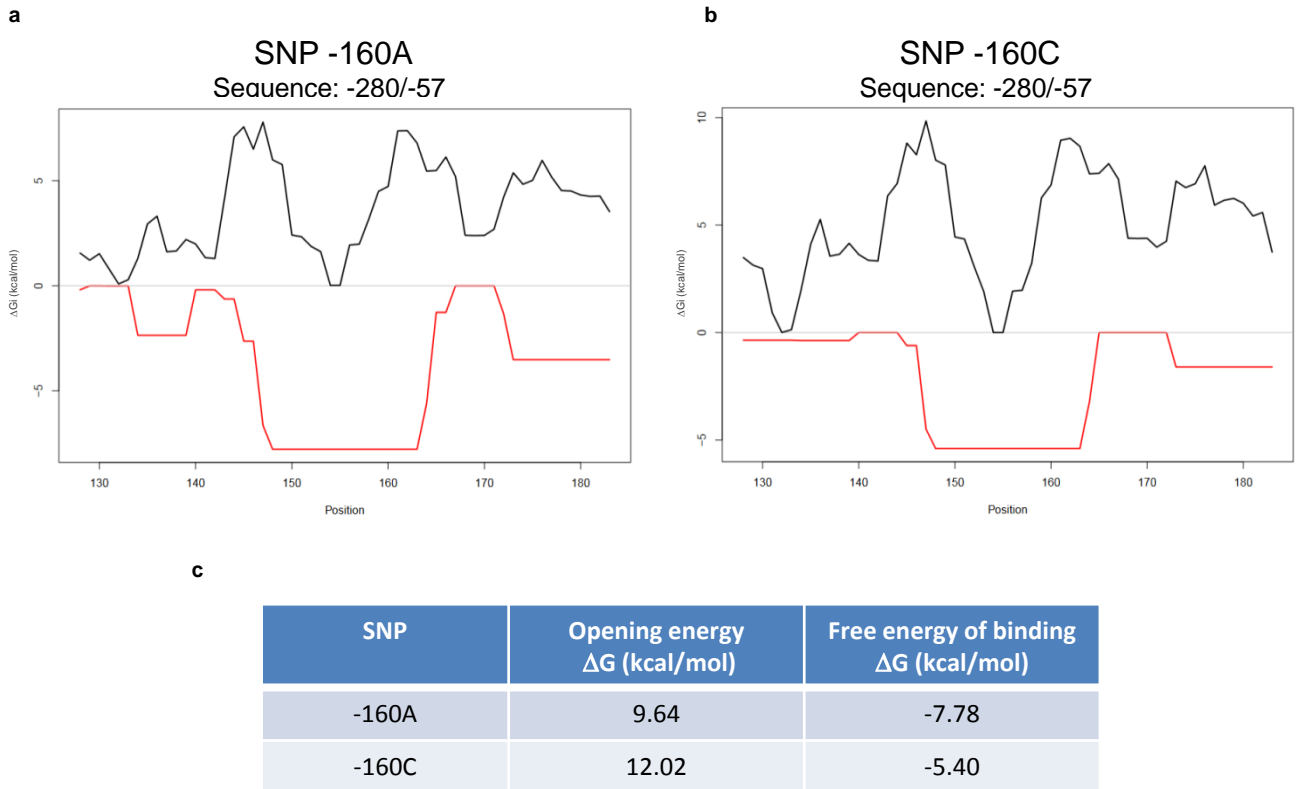 a
SNP -160A
Sequence: -280/-57
5
0
−5
ΔGi (kcal/mol)
130 140 150 160 170 180
Position
b
SNP -160C
Sequence: -280/-57
10
5
0
−5
ΔGi (kcal/mol)
130 140 150 160 170 180
Position
c
SNP Opening energy ΔG (kcal/mol) Free energy of binding ΔG (kcal/mol)
-160A 9.64 -7.78
-160C 12.02 -5.40